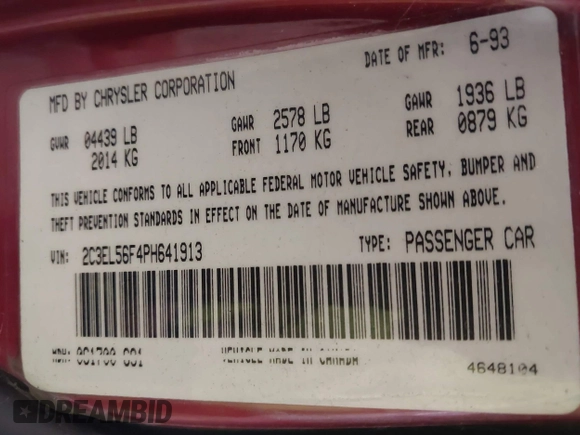 MFD BY CHRYSLER CORPORATION DATE OF MFR: 6-93
GVWR 04439 LB GAWR 2578 LB GAWR 1936 LB
2014 KG FRONT 1170 KG REAR 0879 KG
THIS VEHICLE CONFORMS TO ALL APPLICABLE FEDERAL MOTOR VEHICLE SAFETY, BUMPER AND
THEFT PREVENTION STANDARDS IN EFFECT ON THE DATE OF MANUFACTURE SHOWN ABOVE.
VIN: 2C3EL56F4PH641913 TYPE: PASSENGER CAR
VEHICLE MADE IN CANADA
4648104
DREAMBID